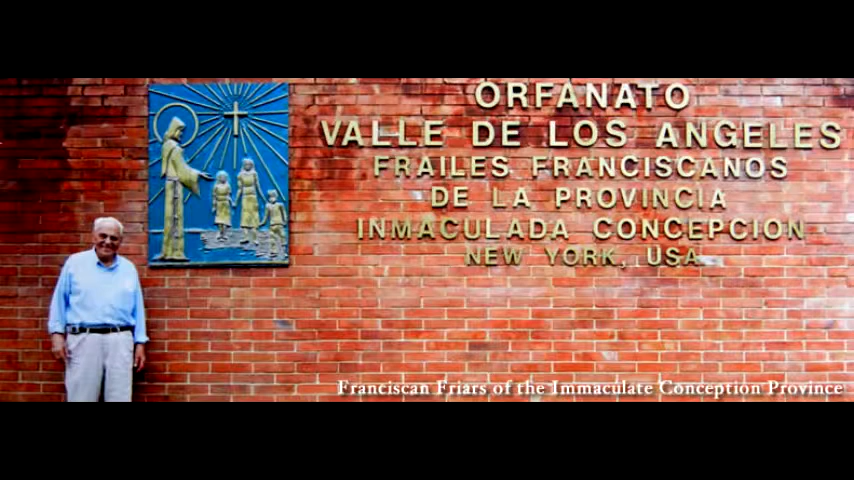 ORFANATO
VALLE DE LOS ANGELES
FRAILES FRANCISCANOS
DE LA PROVINCIA
INMACULADA CONCEPCION
NEW YORK, USA
Franciscan Friars of the Immaculate Conception Province